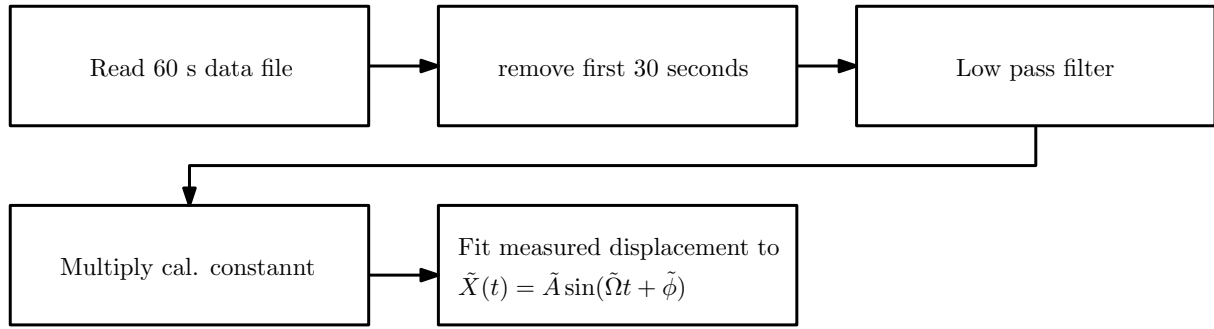 Read 60 s data file
remove first 30 seconds
Low pass filter
Multiply cal. constannt
Fit measured displacement to
X̃(t) = Ã sin(Ω̃t + φ̃)